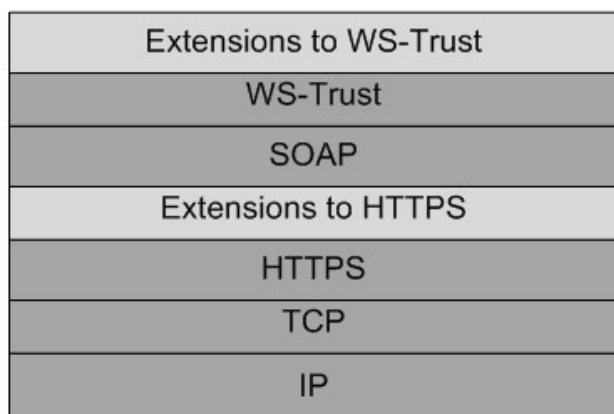 Extensions to WS-Trust
WS-Trust
SOAP
Extensions to HTTPS
HTTPS
TCP
IP